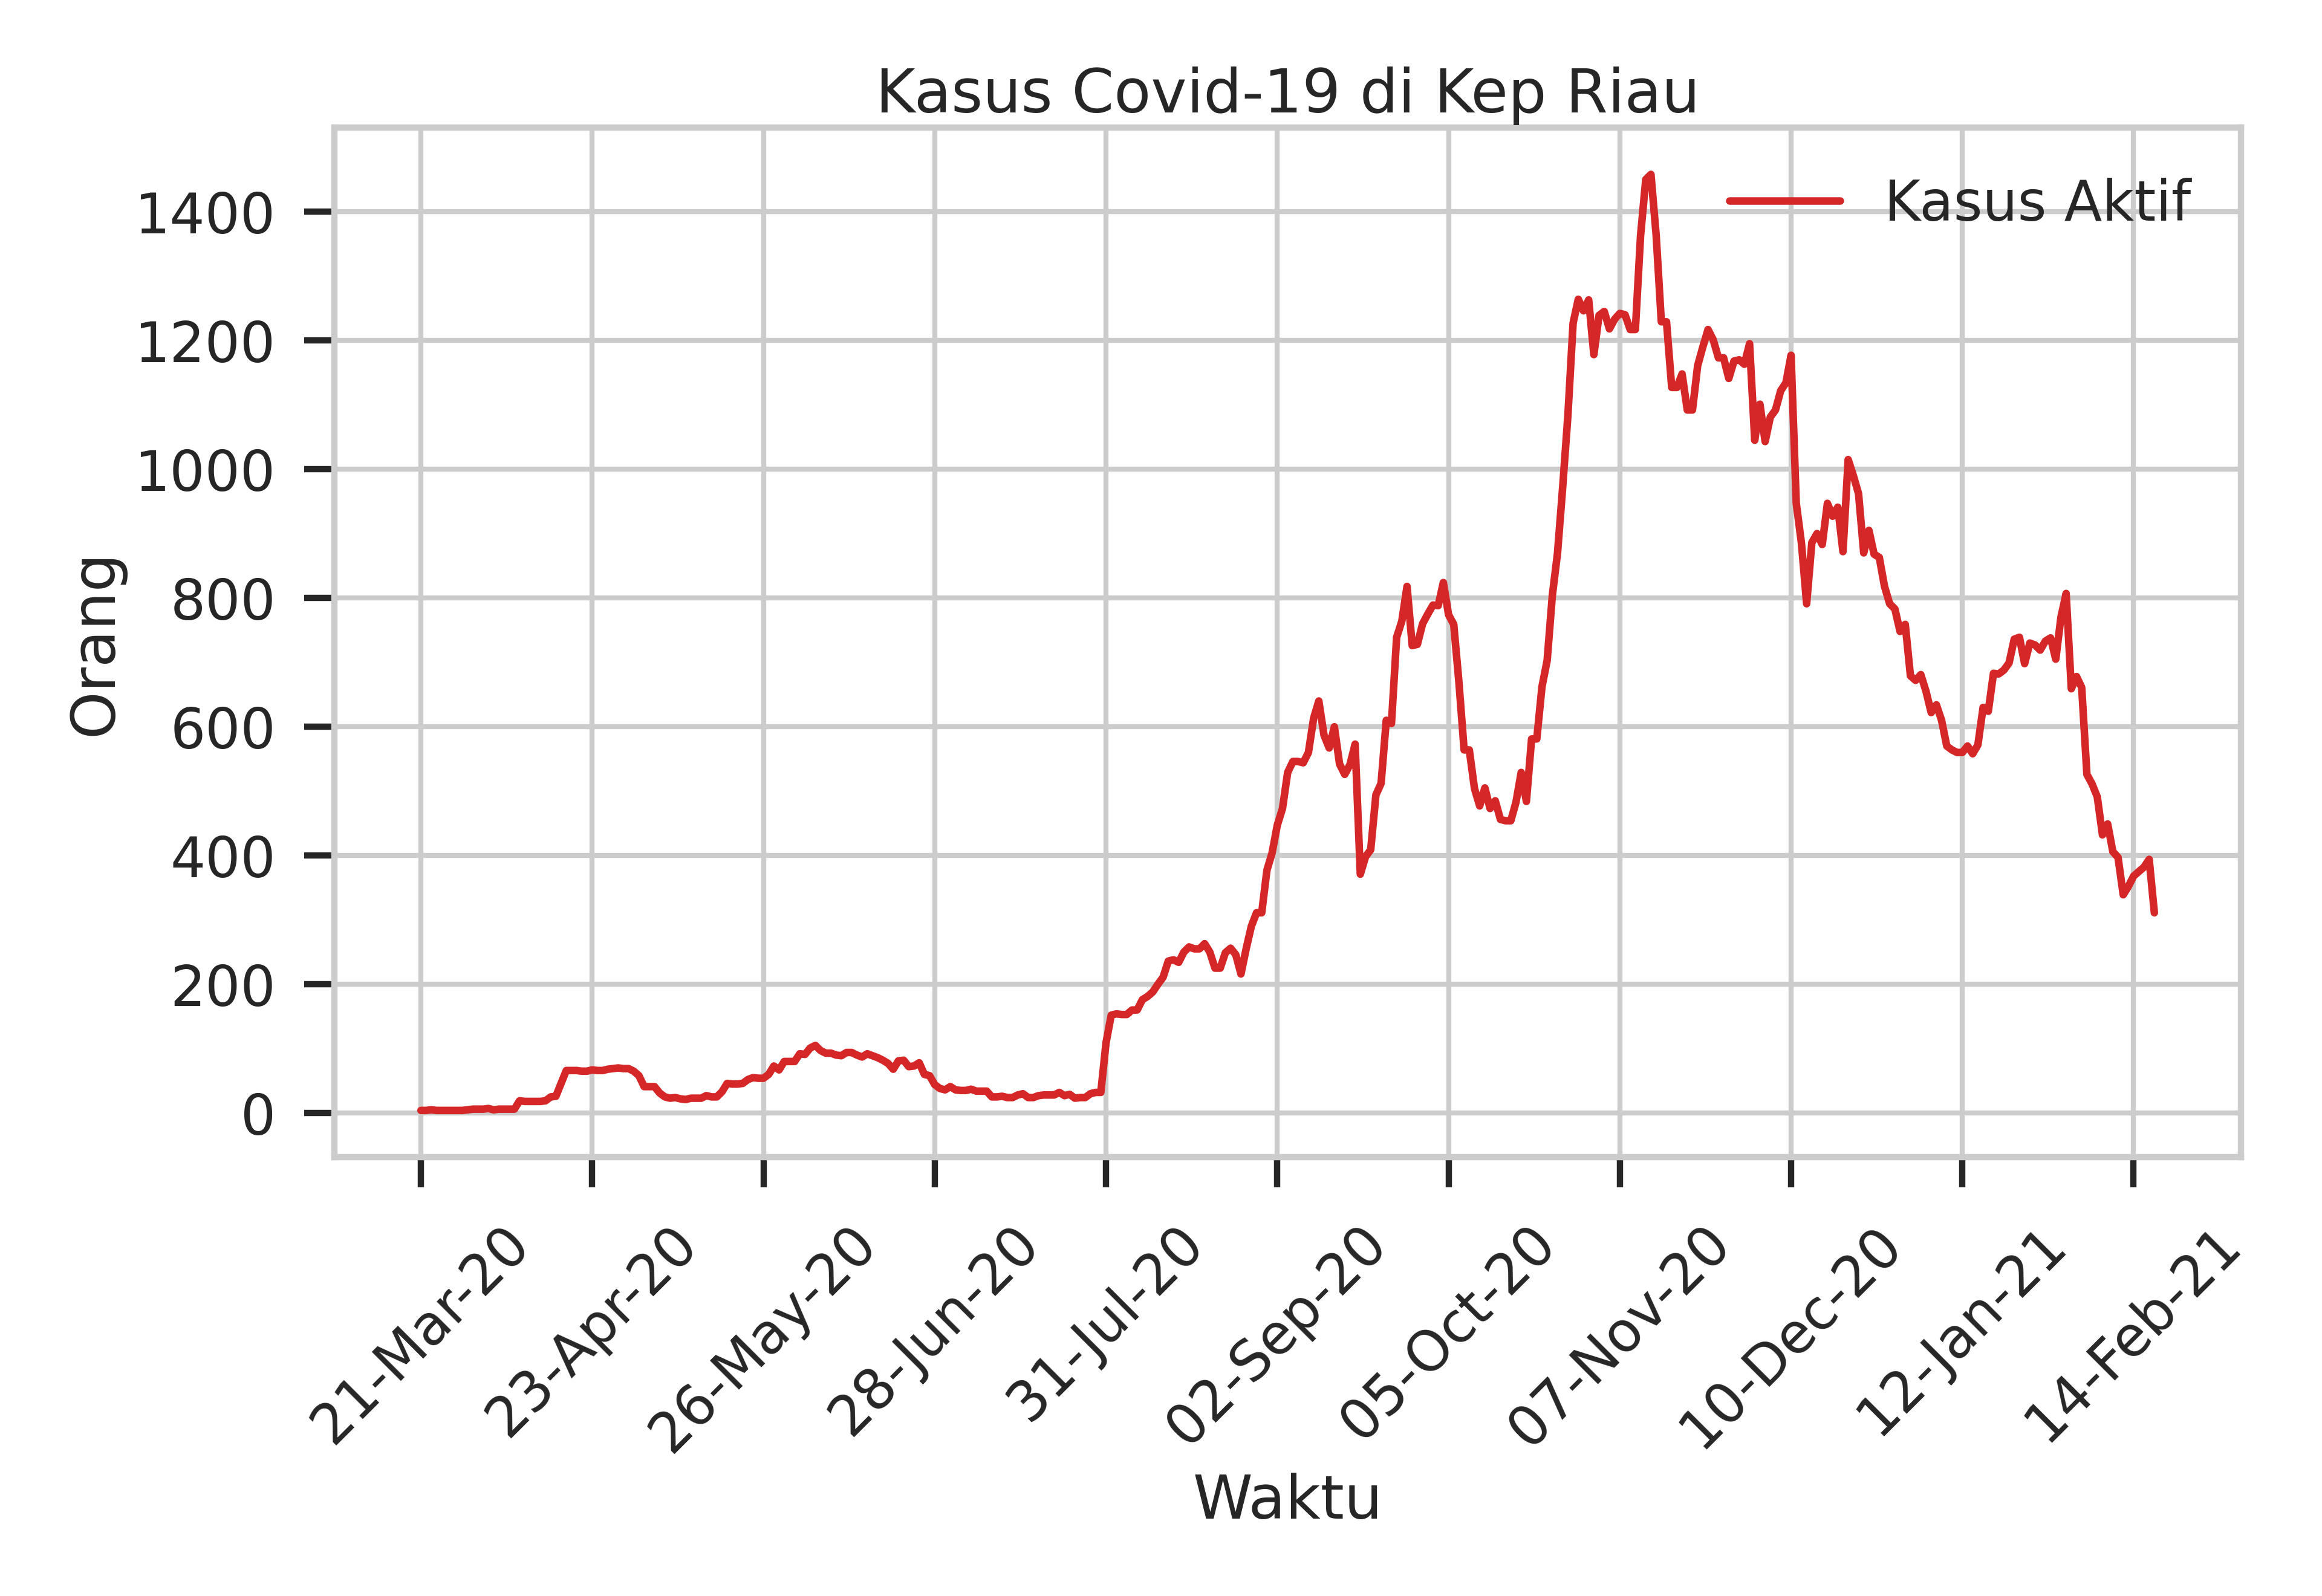 Kasus Covid-19 di Kep Riau
Kasus Aktif
1400
1200
1000
800
600
400
200
0
Orang
21-Mar-20
23-Apr-20
26-May-20
28-Jun-20
31-Jul-20
02-Sep-20
05-Oct-20
07-Nov-20
10-Dec-20
12-Jan-21
14-Feb-21
Waktu